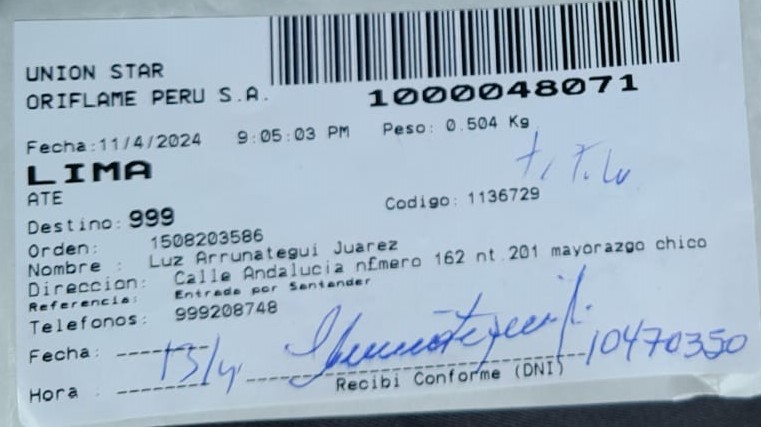 UNION STAR
ORIFLAME PERU S.A.
1000048071
Fecha:11/4/2024 9:05:03 PM Peso: 0.504 Kg
LIMA
ATE
Codigo: 1136729
Destino: 999
Orden: 1508203586
Nombre : Luz Arrunategui Juarez
Direccion: Calle Andalucia nfmero 162 nt.201 mayorazgo chico
Referencia: Entrada por Santander
Telefonos: 999208748
Fecha: 13/4
10470350
Hora :
Recibi Conforme (DNI)